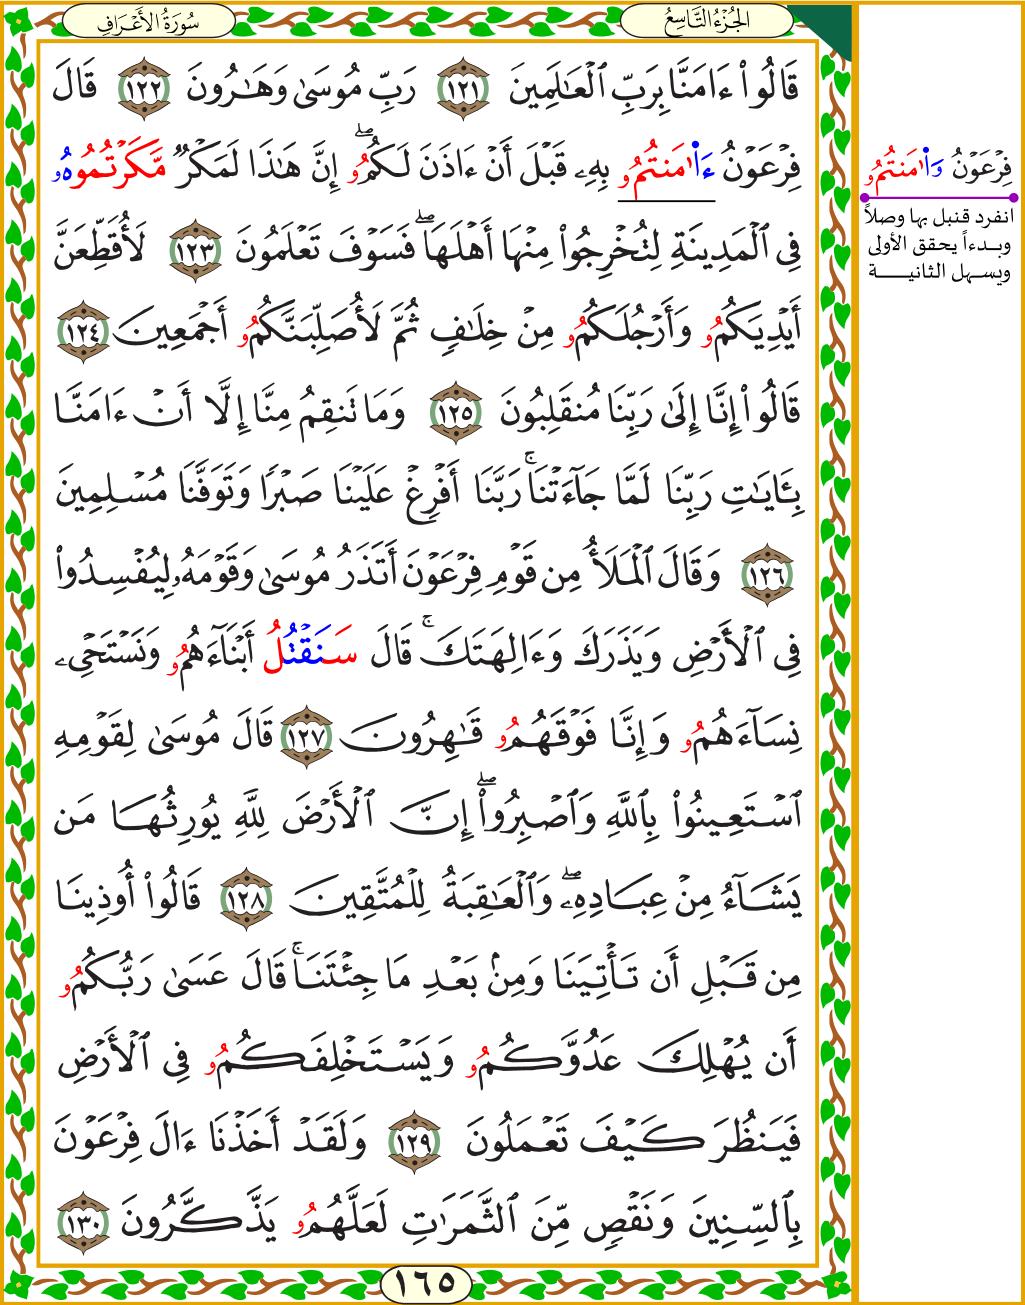 سُورَةُ الأَعْرَافِ
الجُزْءُ التَّاسِعُ
قَالُوا۟ ءَامَنَّا بِرَبِّ ٱلْعَـٰلَمِينَ ١٢١ رَبِّ مُوسَىٰ وَهَـٰرُونَ ١٢٢ قَالَ
فِرْعَوْنُ ءَا۬مَنتُمُۥ بِهِۦ قَبْلَ أَنْ ءَاذَنَ لَكُمُۥۖ إِنَّ هَـٰذَا لَمَكْرٌ مَّكَرْتُمُوهُۥ
فِى ٱلْمَدِينَةِ لِتُخْرِجُوا۟ مِنْهَا أَهْلَهَاۖ فَسَوْفَ تَعْلَمُونَ ١٢٣ لَأُقَطِّعَنَّ
أَيْدِيَكُمُۥ وَأَرْجُلَكُمُۥ مِنْ خِلَـٰفٍ ثُمَّ لَأُصَلِّبَنَّكُمُۥ أَجْمَعِينَ ١٢٤
قَالُوا۟ إِنَّا إِلَىٰ رَبِّنَا مُنقَلِبُونَ ١٢٥ وَمَا تَنقِمُ مِنَّا إِلَّا أَنْ ءَامَنَّا
بِـَٔايَـٰتِ رَبِّنَا لَمَّا جَآءَتْنَاۚ رَبَّنَا أَفْرِغْ عَلَيْنَا صَبْرًا وَتَوَفَّنَا مُسْلِمِينَ
١٢٦ وَقَالَ ٱلْمَلَأُ مِن قَوْمِ فِرْعَوْنَ أَتَذَرُ مُوسَىٰ وَقَوْمَهُۥ لِيُفْسِدُوا۟
فِى ٱلْأَرْضِ وَيَذَرَكَ وَءَالِهَتَكَۚ قَالَ سَنَقْتُلُ أَبْنَآءَهُمُۥ وَنَسْتَحْىِۦ
نِسَآءَهُمُۥ وَإِنَّا فَوْقَهُمُۥ قَـٰهِرُونَ ١٢٧ قَالَ مُوسَىٰ لِقَوْمِهِ
ٱسْتَعِينُوا۟ بِٱللَّهِ وَٱصْبِرُوٓا۟ۖ إِنَّ ٱلْأَرْضَ لِلَّهِ يُورِثُهَا مَن
يَشَآءُ مِنْ عِبَادِهِۦۖ وَٱلْعَـٰقِبَةُ لِلْمُتَّقِينَ ١٢٨ قَالُوا۟ أُوذِينَا
مِن قَبْلِ أَن تَأْتِيَنَا وَمِنۢ بَعْدِ مَا جِئْتَنَاۚ قَالَ عَسَىٰ رَبُّكُمُۥ
أَن يُهْلِكَ عَدُوَّكُمُۥ وَيَسْتَخْلِفَكُمُۥ فِى ٱلْأَرْضِ
فَيَنظُرَ كَيْفَ تَعْمَلُونَ ١٢٩ وَلَقَدْ أَخَذْنَا ءَالَ فِرْعَوْنَ
بِٱلسِّنِينَ وَنَقْصٍ مِّنَ ٱلثَّمَرَٰتِ لَعَلَّهُمُۥ يَذَّكَّرُونَ ١٣٠
١٦٥
فِرْعَوْنُ وَا۬مَنتُمُۥ
انفرد قنبل بها وصلاً
وبدءاً يحقق الأولى
ويسهل الثانيـــة